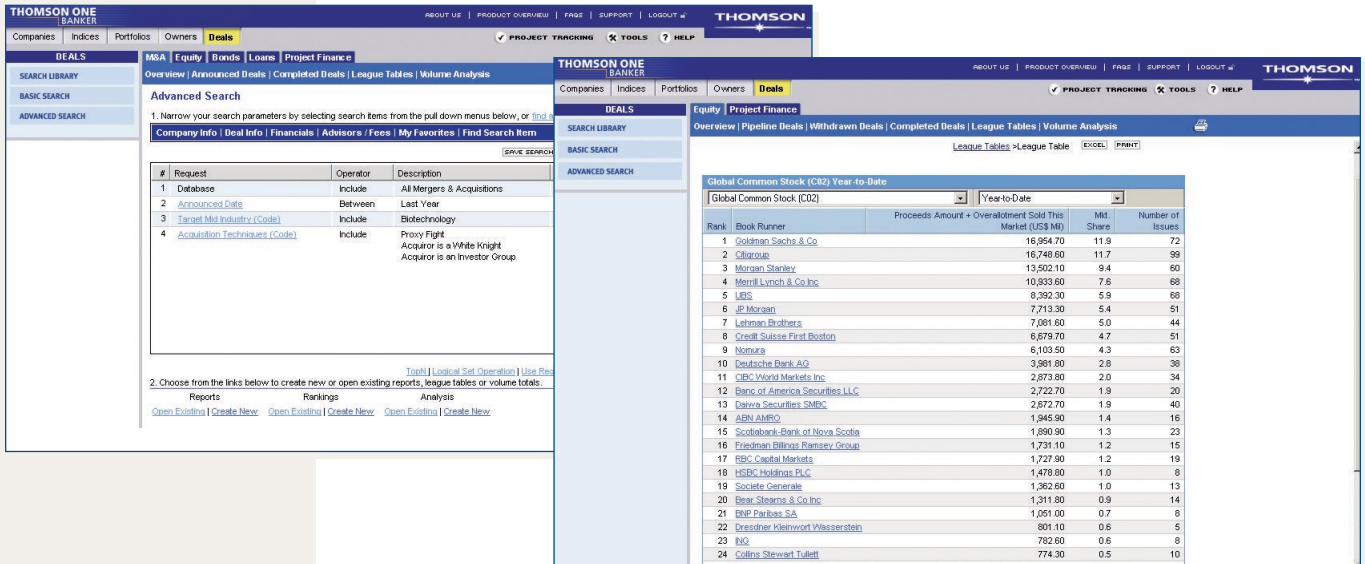 THOMSON ONE
BANKER
ABOUT US | PRODUCT OVERVIEW | FAQS | SUPPORT | LOGOUT
THOMSON
Companies Indices Portfolios Owners Deals
PROJECT TRACKING TOOLS ? HELP
DEALS
SEARCH LIBRARY
BASIC SEARCH
ADVANCED SEARCH
M&A Equity Bonds Loans Project Finance
Overview | Announced Deals | Completed Deals | League Tables | Volume Analysis
Advanced Search
1. Narrow your search parameters by selecting search items from the pull down menus below, or find
Company Info | Deal Info | Financials | Advisors / Fees | My Favorites | Find Search Item
SAVE SEARCH
# Request Operator Description
1 Database Include All Mergers & Acquisitions
2 Announced Date Between Last Year
3 Target Mid Industry (Code) Include Biotechnology
4 Acquisition Techniques (Code) Include Proxy Fight
Acquiror is a White Knight
Acquiror is an Investor Group
TopN | Logical Set Operation | Use
2. Choose from the links below to create new or open existing reports, league tables or volume totals.
Reports Rankings Analysis
Open Existing | Create New Open Existing | Create New Open Existing | Create New
THOMSON ONE
BANKER
ABOUT US | PRODUCT OVERVIEW | FAQS | SUPPORT | LOGOUT
THOMSON
Companies Indices Portfolios Owners Deals
PROJECT TRACKING TOOLS ? HELP
DEALS
SEARCH LIBRARY
BASIC SEARCH
ADVANCED SEARCH
Equity Project Finance
Overview | Pipeline Deals | Withdrawn Deals | Completed Deals | League Tables | Volume Analysis
League Tables >League Table EXCEL PRINT
Global Common Stock (C02) Year-to-Date
Global Common Stock (C02) Year-to-Date
Proceeds Amount + Overallotment Sold This Mkt. Number of
Rank Book Runner Market (US$ Mil) Share Issues
1 Goldman Sachs & Co 16,954.70 11.9 72
2 Citigroup 16,748.60 11.7 99
3 Morgan Stanley 13,502.10 9.4 60
4 Merrill Lynch & Co Inc 10,933.60 7.6 68
5 UBS 8,392.30 5.9 68
6 JP Morgan 7,713.30 5.4 51
7 Lehman Brothers 7,081.60 5.0 44
8 Credit Suisse First Boston 6,679.70 4.7 51
9 Nomura 6,103.50 4.3 63
10 Deutsche Bank AG 3,981.80 2.8 38
11 CIBC World Markets Inc 2,873.80 2.0 34
12 Banc of America Securities LLC 2,722.70 1.9 20
13 Daiwa Securities SMBC 2,672.70 1.9 40
14 ABN AMRO 1,945.90 1.4 16
15 Scotiabank-Bank of Nova Scotia 1,890.90 1.3 23
16 Friedman Billings Ramsey Group 1,731.10 1.2 15
17 RBC Capital Markets 1,727.90 1.2 19
18 HSBC Holdings PLC 1,478.80 1.0 8
19 Societe Generale 1,362.60 1.0 13
20 Bear Stearns & Co Inc 1,311.80 0.9 14
21 BNP Paribas SA 1,051.00 0.7 8
22 Dresdner Kleinwort Wasserstein 801.10 0.6 5
23 ING 782.60 0.6 8
24 Collins Stewart Tullett 774.30 0.5 10